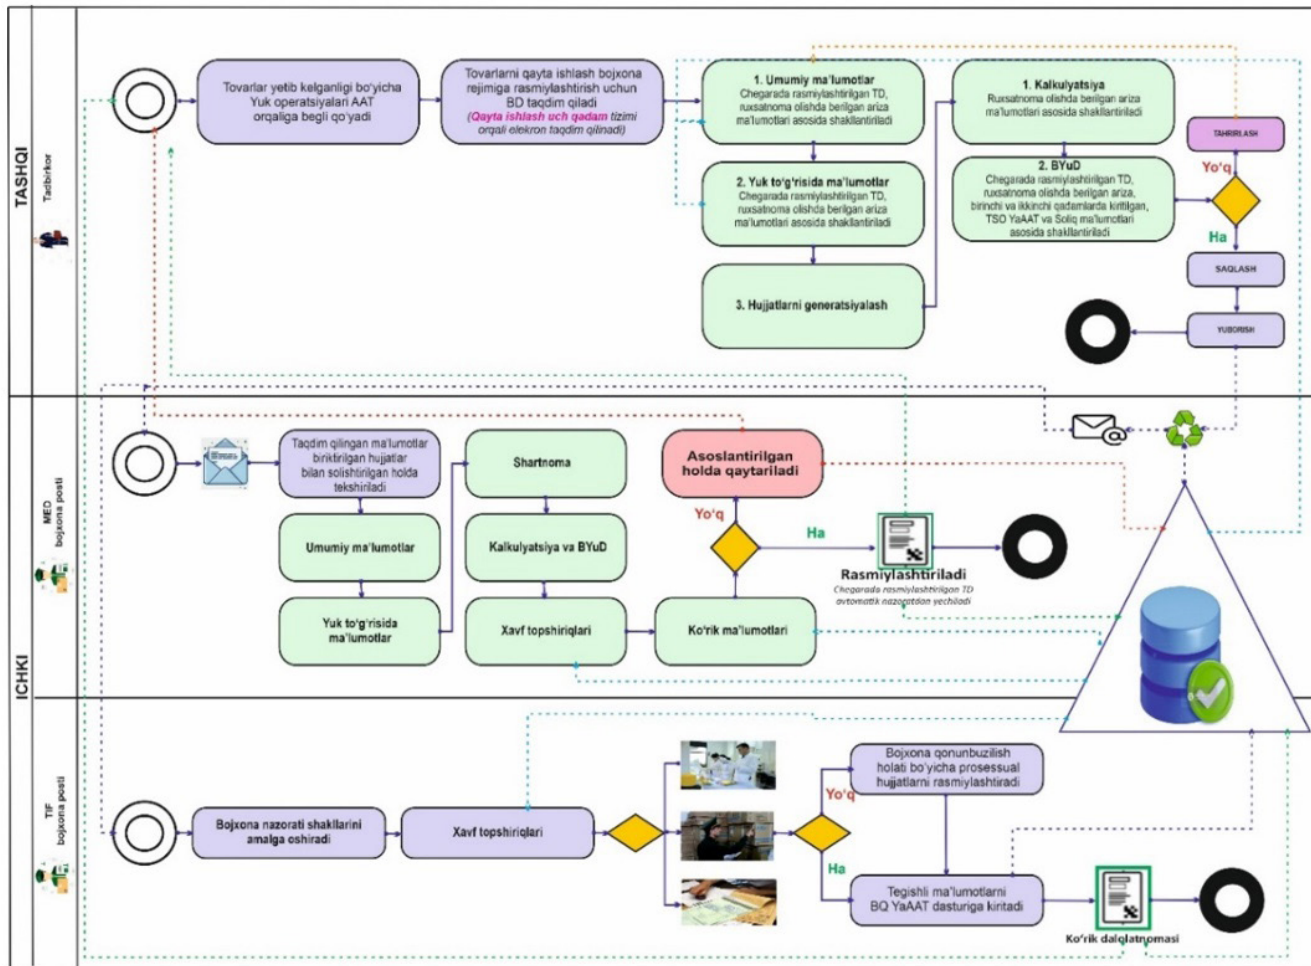 TASHQI
Tadbirkor
Tovarlar yetib kelganligi bo'yicha
Yuk operatsiyalari AAT
orqaliga begli qo'yadi
Tovarlarni qayta ishlash bojxona
rejimiga rasmiylashtirish uchun
BD taqdim qiladi
(Qayta ishlash uch qadam tizimi
orqali elekron taqdim qilinadi)
1. Umumiy ma'lumotlar
Chegarada rasmiylashtirilgan TD,
ruxsatnoma olishda berilgan ariza
ma'lumotlari asosida shakllantiriladi
2. Yuk to'g'risida ma'lumotlar
Chegarada rasmiylashtirilgan TD,
ruxsatnoma olishda berilgan ariza
ma'lumotlari asosida shakllantiriladi
3. Hujjatlarni generatsiyalash
1. Kalkulyatsiya
Ruxsatnoma olishda berilgan ariza
ma'lumotlari asosida shakllantiriladi
2. BYuD
Chegarada rasmiylashtirilgan TD,
ruxsatnoma olishda berilgan ariza,
birinchi va ikkinchi qadamlarda kiritilgan,
TSO YaAAT va Soliq ma'lumotlari
asosida shakllantiriladi
TAHRIRLASH
Yo'q
Ha
SAQLASH
YUBORISH
ICHKI
MED
bojxona posti
Taqdim qilingan ma'lumotlar
biriktirilgan hujjatlar
bilan solishtirilgan holda
tekshiriladi
Umumiy ma'lumotlar
Yuk to'g'risida
ma'lumotlar
Shartnoma
Kalkulyatsiya va BYuD
Xavf topshiriqlari
Asoslantirilgan
holda qaytariladi
Yo'q
Ha
Ko'rik ma'lumotlari
Rasmiylashtiriladi
Chegarada rasmiylashtirilgan TD
avtomatik nazoratdan yechiladi
TIF
bojxona posti
Bojxona nazorati shakllarini
amalga oshiradi
Xavf topshiriqlari
Yo'q
Ha
Bojxona qonunbuzilish
holati bo'yicha prosessual
hujjatlarni rasmiylashtiradi
Tegishli ma'lumotlarni
BQ YaAAT dasturiga kiritadi
Ko'rik dalolatnomasi